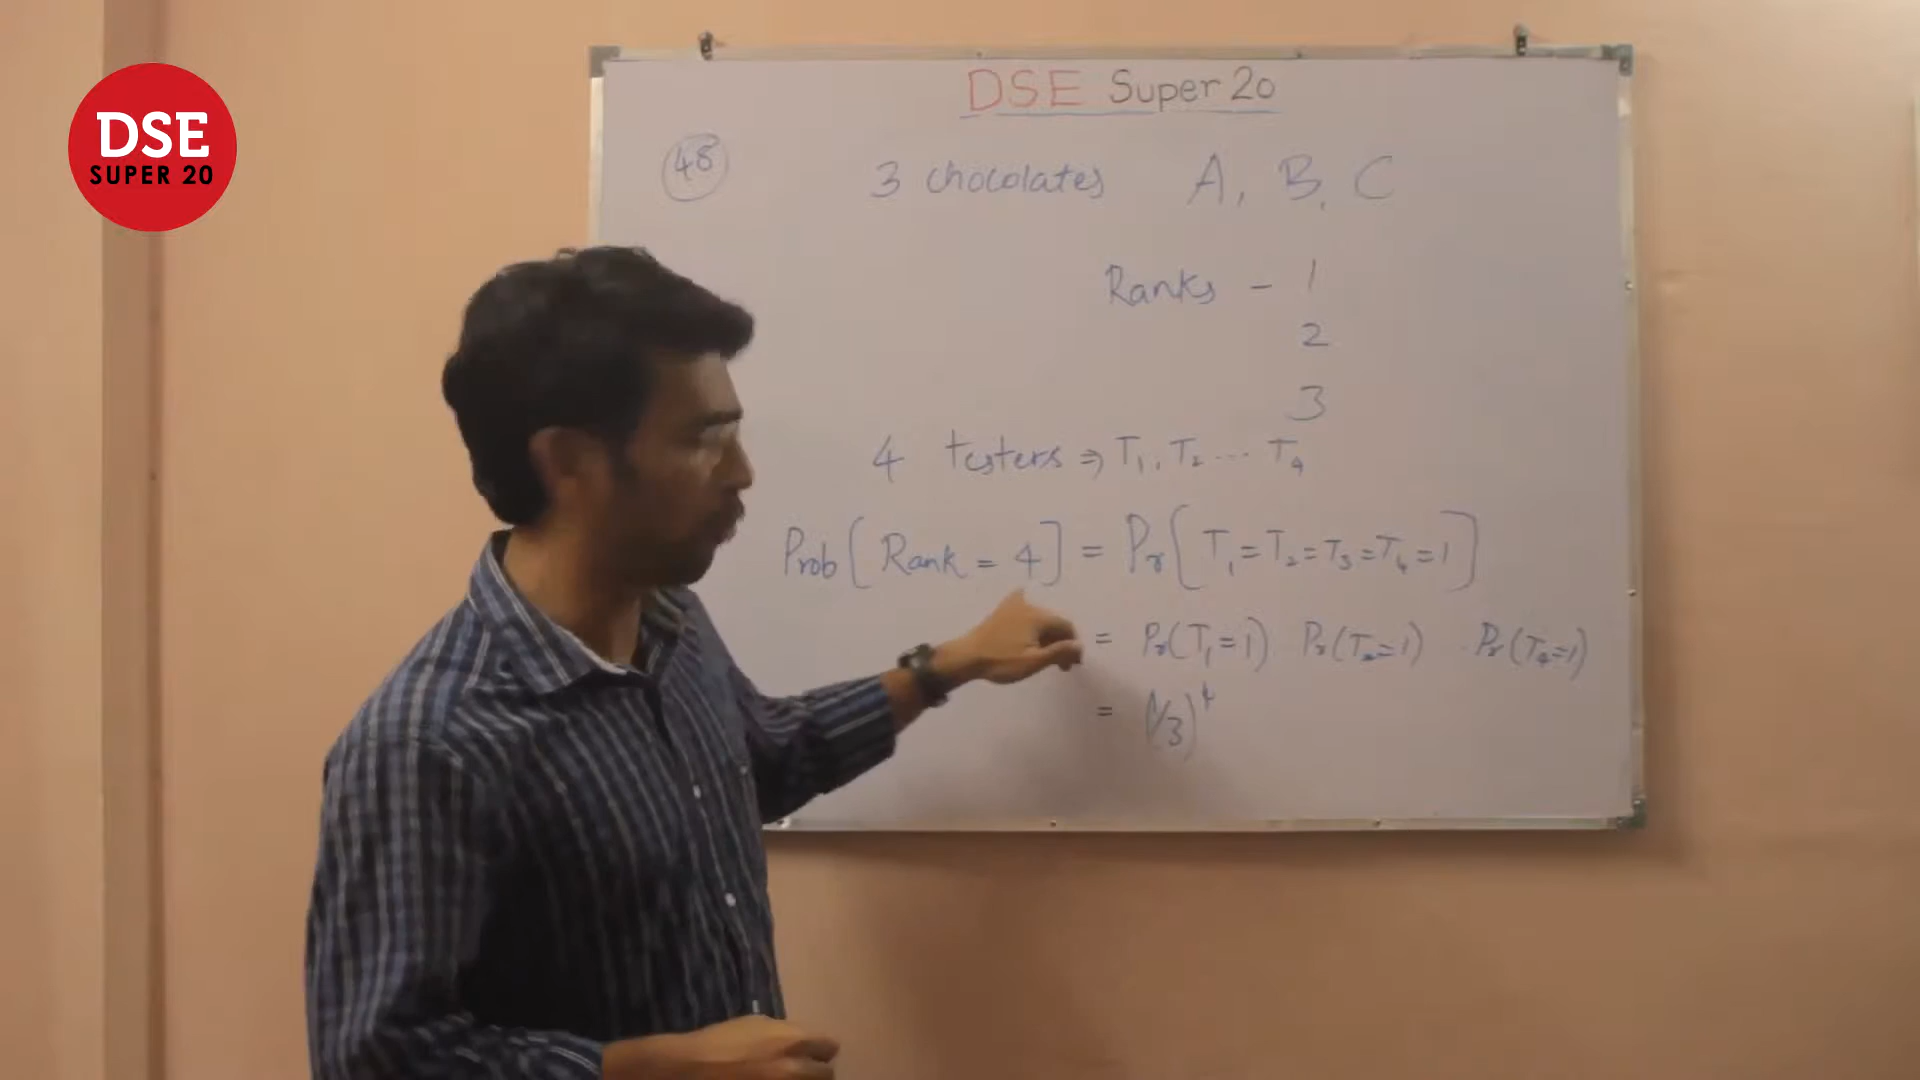 DSE
SUPER 20
DSE Super 20
48
3 chocolates A, B, C
Ranks - 1
2
3
4 testers ⇒ T₁, T₂ ... T₄
Prob [ Rank = 4 ] = Pr [ T₁ = T₂ = T₃ = T₄ = 1 ]
= Pr(T₁=1) Pr(T₂=1) .. Pr(T₄=1)
= (1/3)⁴